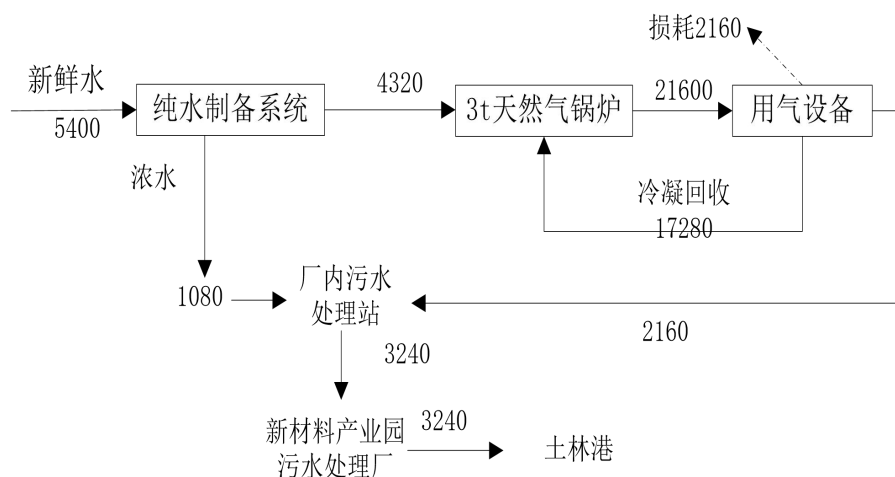 损耗2160
新鲜水
5400
纯水制备系统
4320
3t天然气锅炉
21600
用气设备
浓水
冷凝回收
17280
1080
厂内污水
处理站
2160
3240
新材料产业园
污水处理厂
3240
土林港